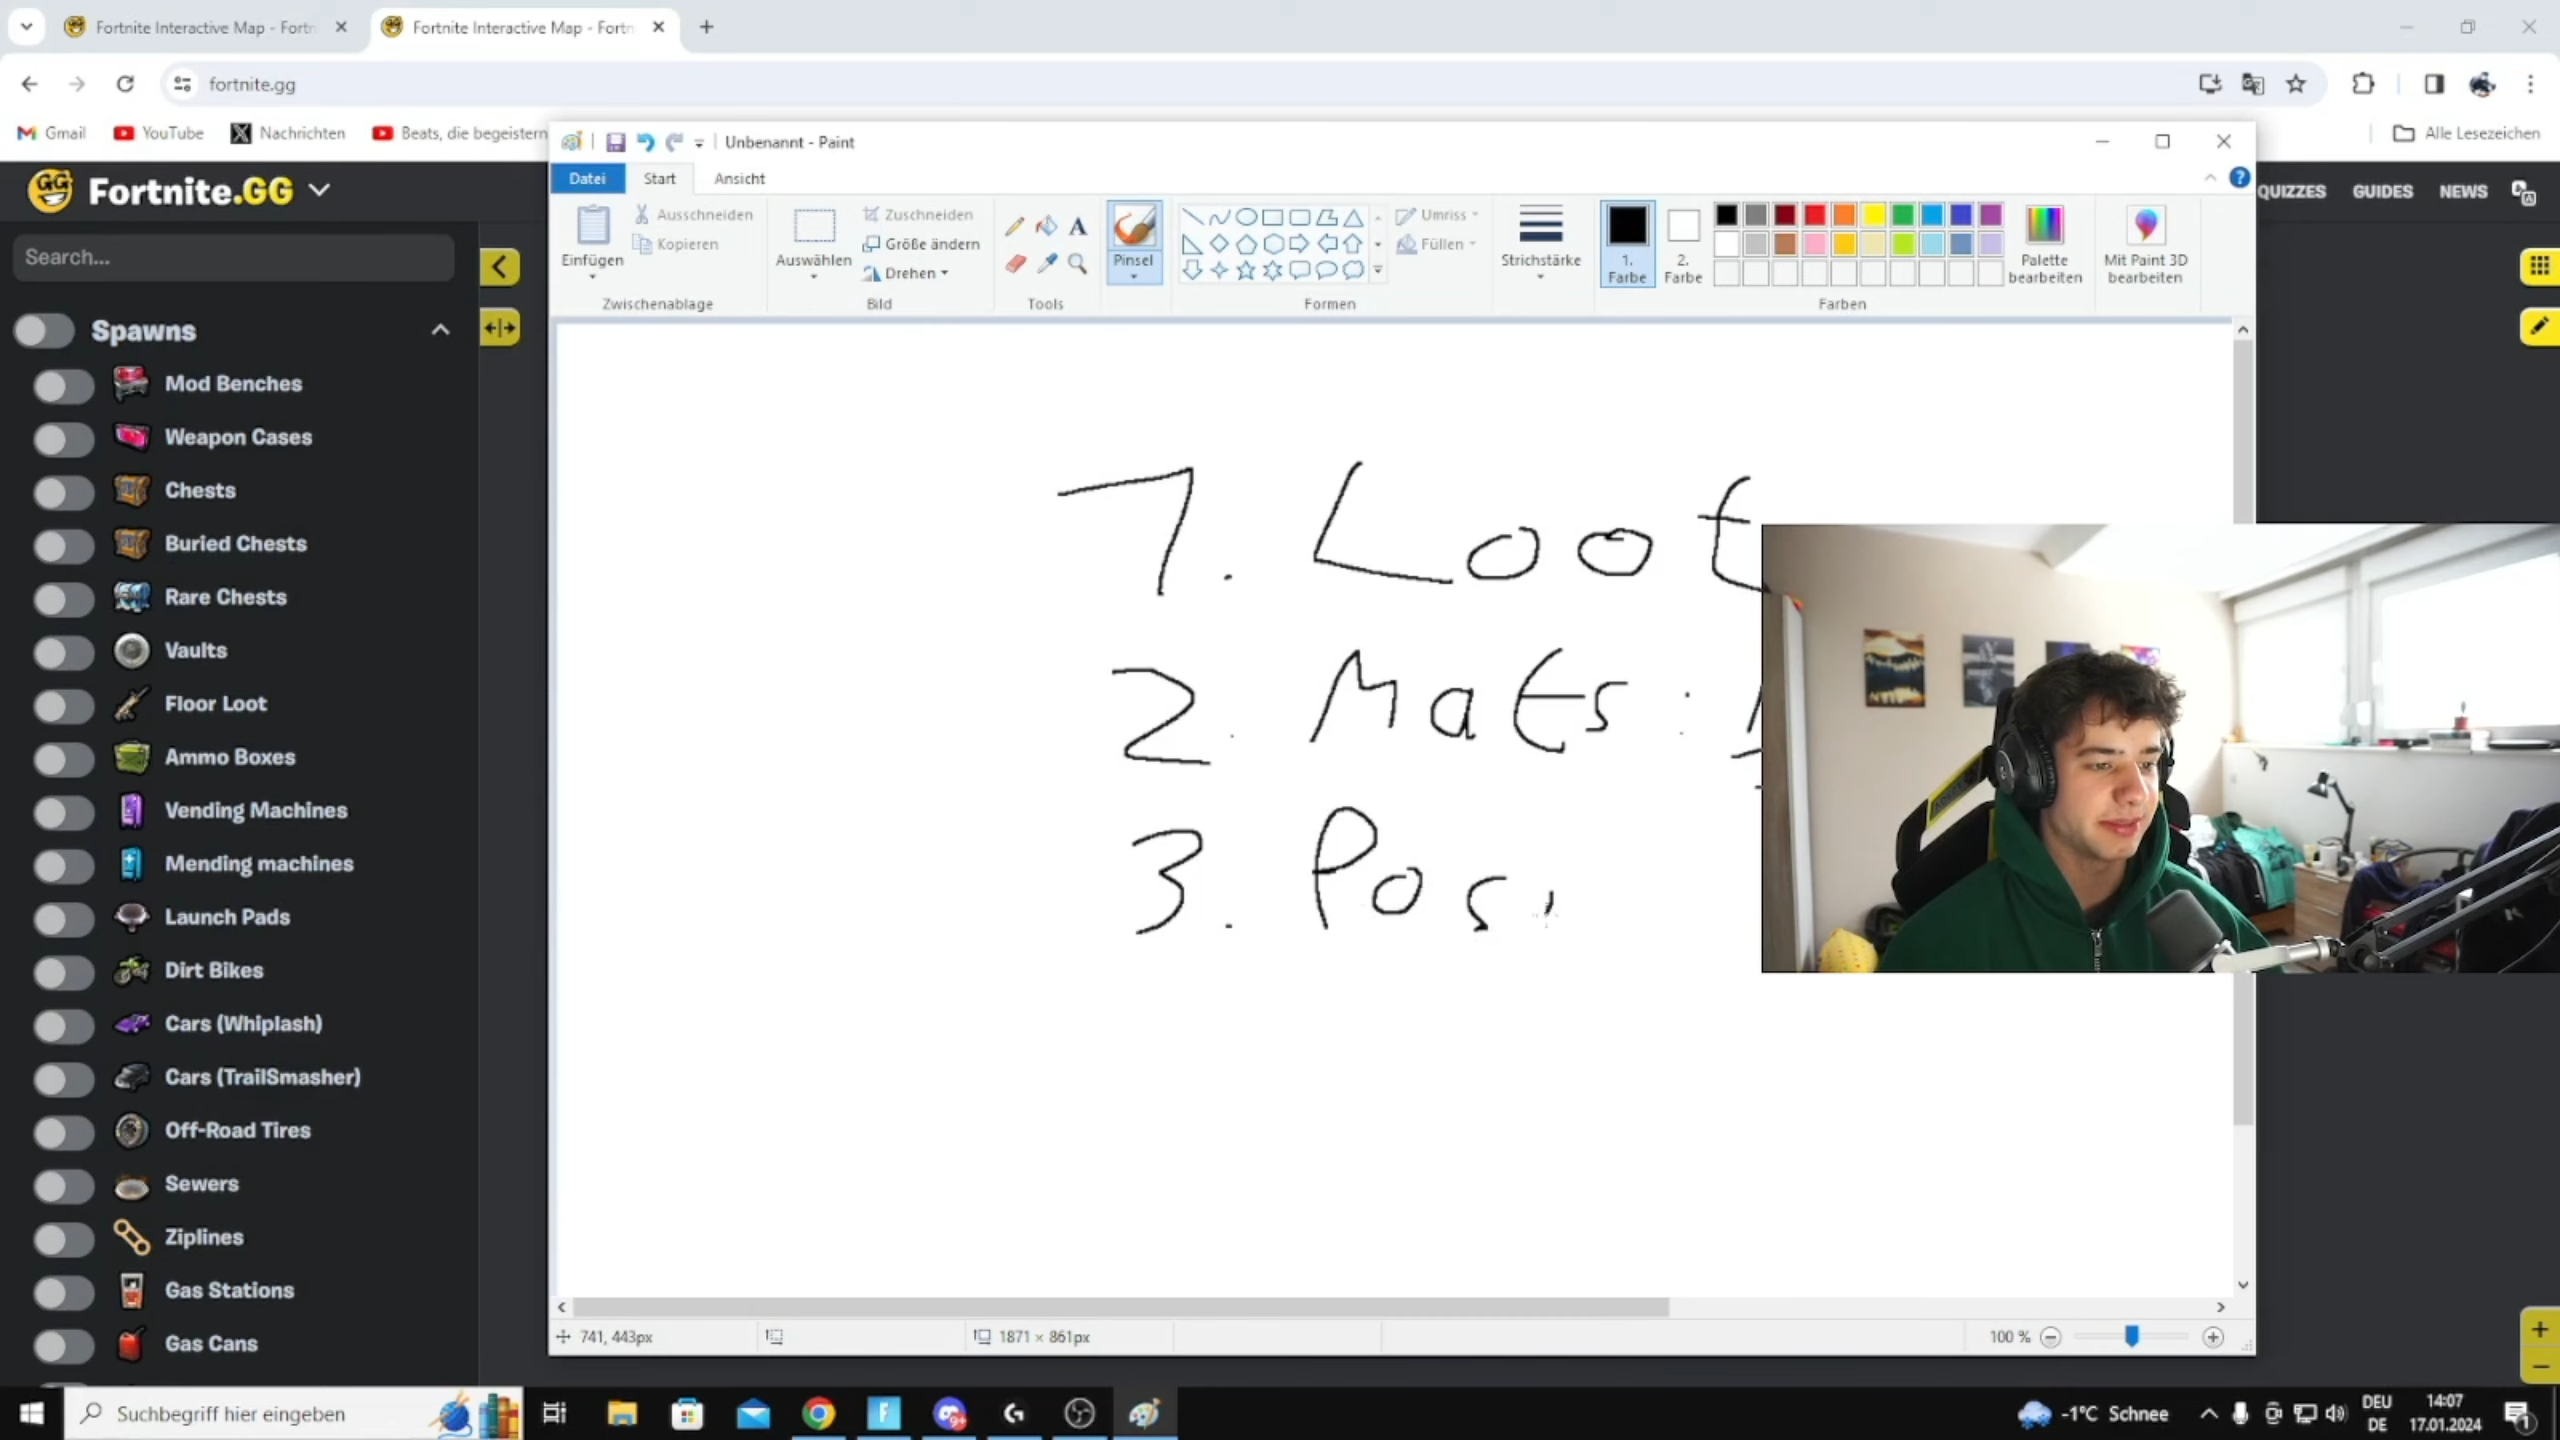 Fortnite Interactive Map - Fortn
Fortnite Interactive Map - Fortn
fortnite.gg
Gmail
YouTube
Nachrichten
Beats, die begeistern
Alle Lesezeichen
Unbenannt - Paint
Datei
Start
Ansicht
Fortnite.GG
QUIZZES
GUIDES
NEWS
Einfügen
Ausschneiden
Kopieren
Zwischenablage
Auswählen
Zuschneiden
Größe ändern
Drehen
Bild
A
Tools
Pinsel
Formen
Umriss
Füllen
Strichstärke
1.
Farbe
2.
Farbe
Farben
Palette
bearbeiten
Mit Paint 3D
bearbeiten
Search...
Spawns
Mod Benches
Weapon Cases
Chests
Buried Chests
Rare Chests
Vaults
Floor Loot
Ammo Boxes
Vending Machines
Mending machines
Launch Pads
Dirt Bikes
Cars (Whiplash)
Cars (TrailSmasher)
Off-Road Tires
Sewers
Ziplines
Gas Stations
Gas Cans
1. Loot
2. Mats :
3. Posi
741, 443px
1871 × 861px
100 %
Suchbegriff hier eingeben
9+
-1°C Schnee
DEU
DE
14:07
17.01.2024
1